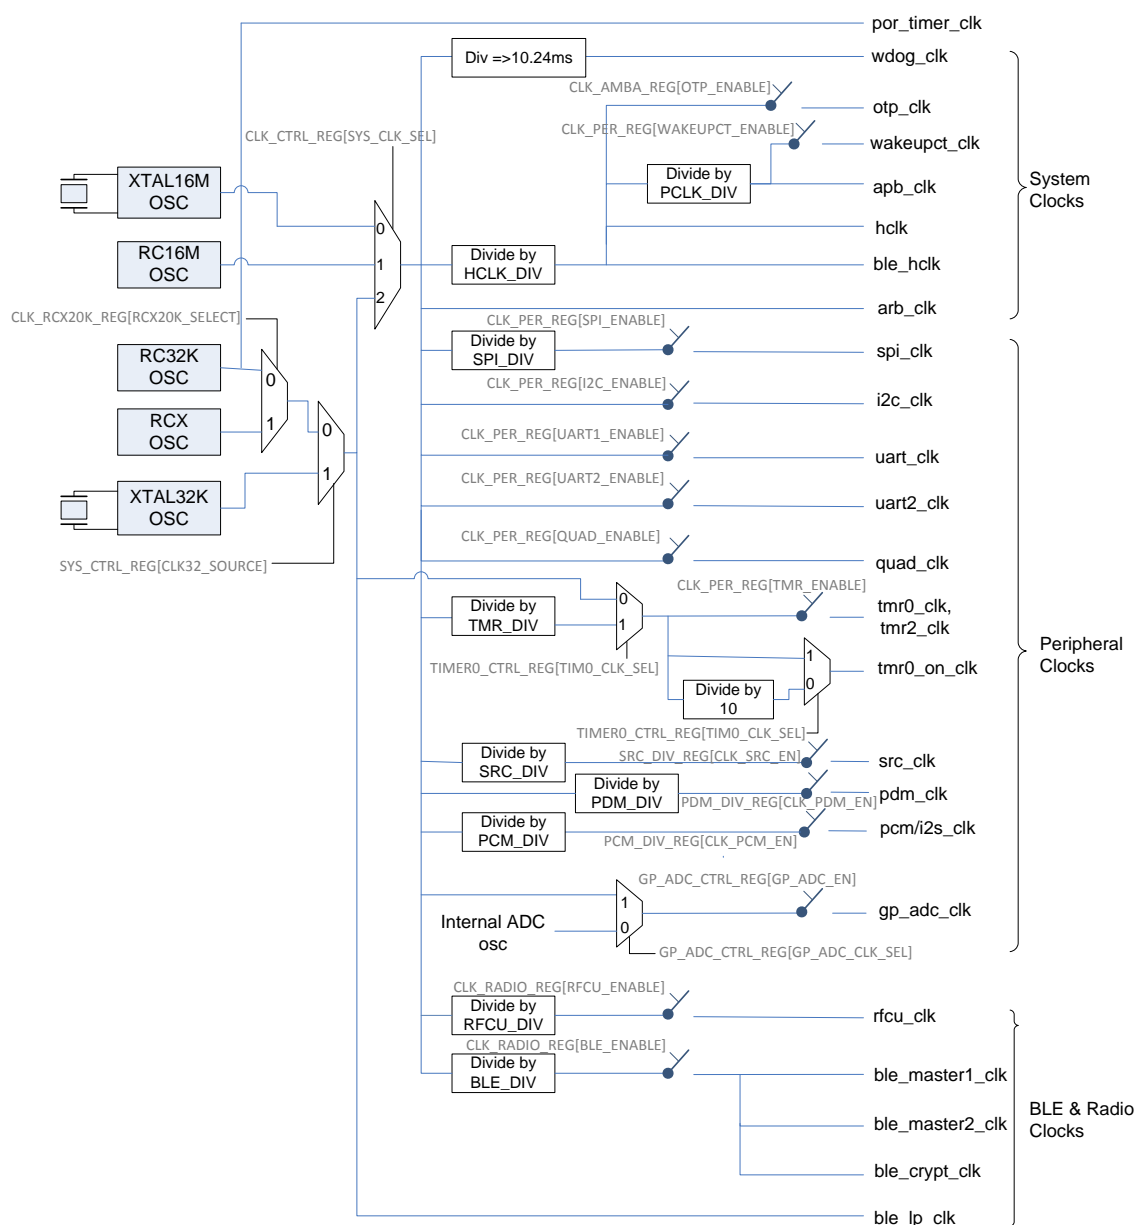 por_timer_clk
Div =>10.24ms
wdog_clk
CLK_AMBA_REG[OTP_ENABLE]
otp_clk
CLK_CTRL_REG[SYS_CLK_SEL]
CLK_PER_REG[WAKEUPCT_ENABLE]
wakeupct_clk
XTAL16M
OSC
Divide by
PCLK_DIV
apb_clk
System
Clocks
0
hclk
RC16M
OSC
1
Divide by
HCLK_DIV
ble_hclk
2
arb_clk
CLK_RCX20K_REG[RCX20K_SELECT]
CLK_PER_REG[SPI_ENABLE]
Divide by
SPI_DIV
spi_clk
RC32K
OSC
0
CLK_PER_REG[I2C_ENABLE]
i2c_clk
RCX
OSC
1
0
CLK_PER_REG[UART1_ENABLE]
uart_clk
1
XTAL32K
OSC
CLK_PER_REG[UART2_ENABLE]
uart2_clk
CLK_PER_REG[QUAD_ENABLE]
quad_clk
SYS_CTRL_REG[CLK32_SOURCE]
CLK_PER_REG[TMR_ENABLE]
0
Divide by
TMR_DIV
1
tmr0_clk,
tmr2_clk
Peripheral
Clocks
TIMER0_CTRL_REG[TIM0_CLK_SEL]
1
tmr0_on_clk
0
Divide by
10
TIMER0_CTRL_REG[TIM0_CLK_SEL]
Divide by
SRC_DIV
SRC_DIV_REG[CLK_SRC_EN]
src_clk
Divide by
PDM_DIV
PDM_DIV_REG[CLK_PDM_EN]
pdm_clk
Divide by
PCM_DIV
PCM_DIV_REG[CLK_PCM_EN]
pcm/i2s_clk
GP_ADC_CTRL_REG[GP_ADC_EN]
1
Internal ADC
osc
0
gp_adc_clk
GP_ADC_CTRL_REG[GP_ADC_CLK_SEL]
CLK_RADIO_REG[RFCU_ENABLE]
Divide by
RFCU_DIV
rfcu_clk
CLK_RADIO_REG[BLE_ENABLE]
Divide by
BLE_DIV
ble_master1_clk
BLE & Radio
Clocks
ble_master2_clk
ble_crypt_clk
ble_lp_clk